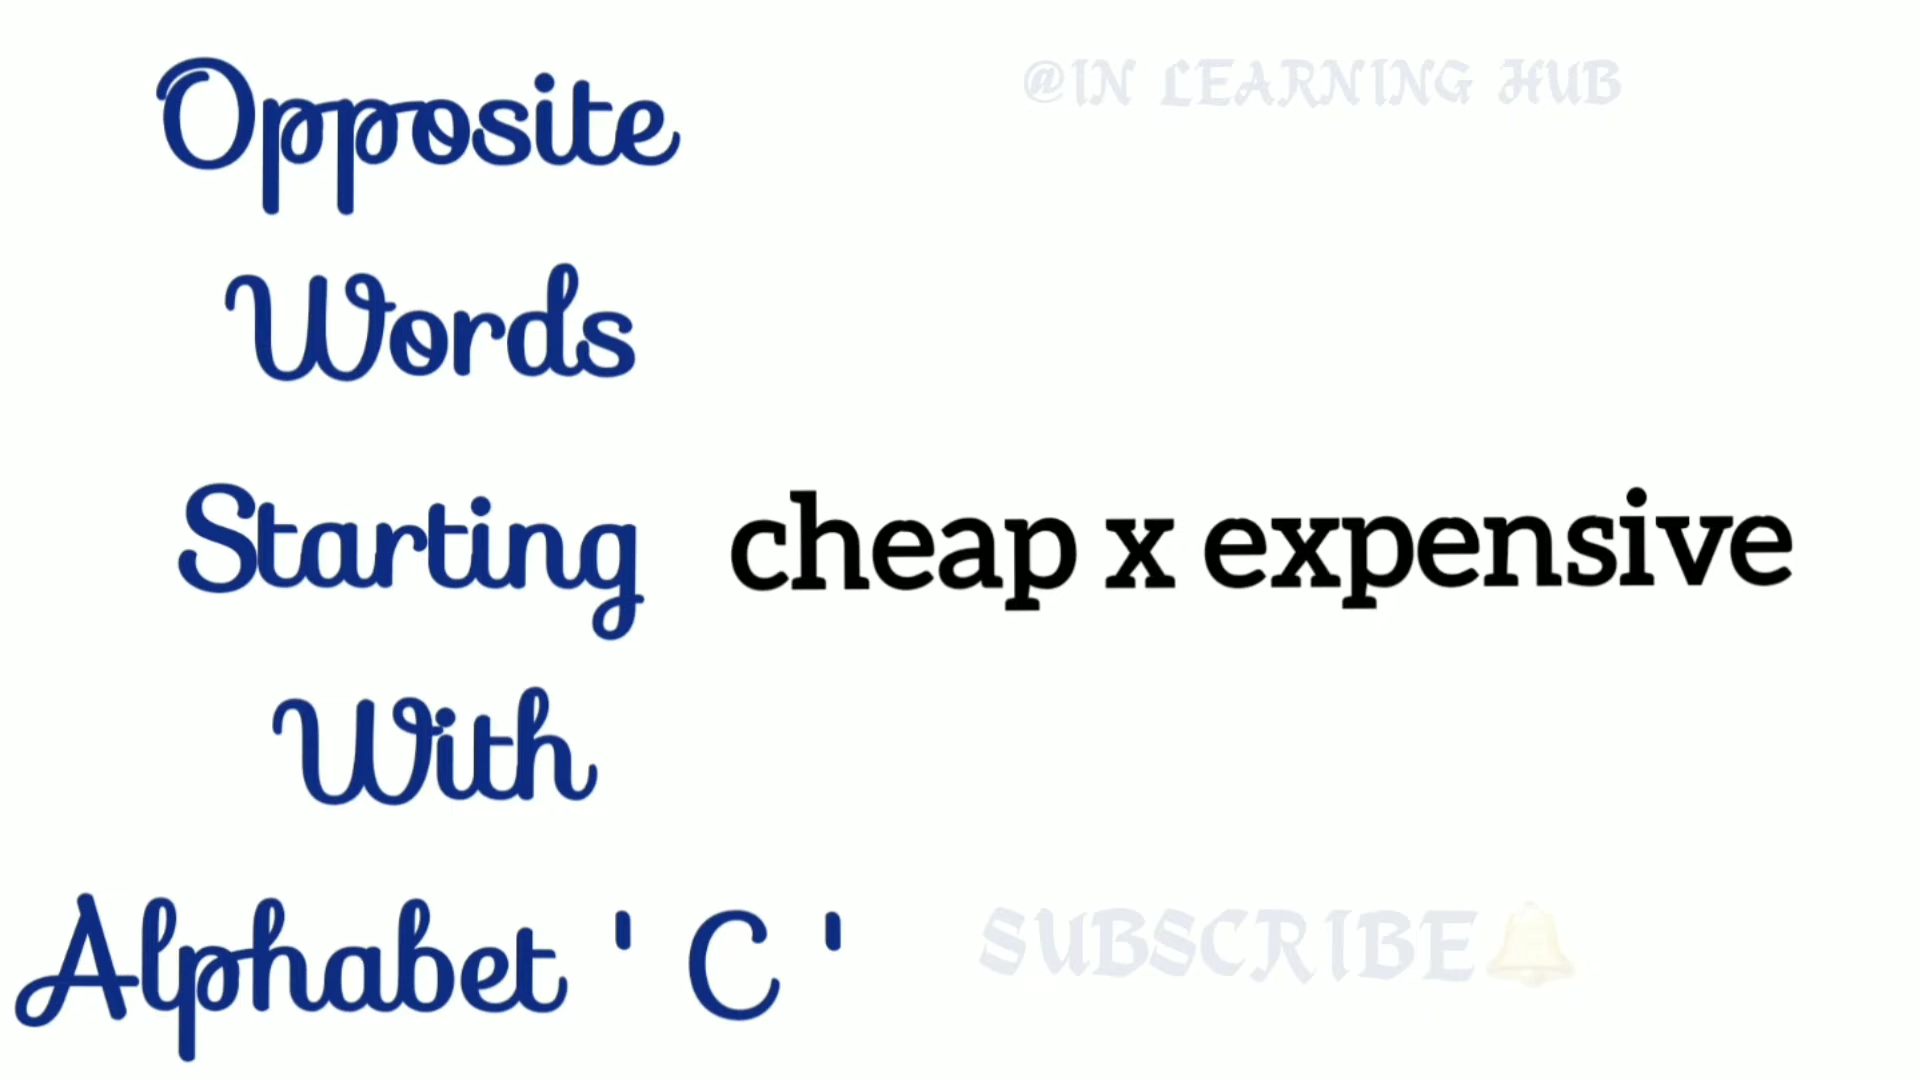 Opposite
@IN LEARNING HUB
Words
Starting
cheap x expensive
With
Alphabet ' C '
SUBSCRIBE🔔